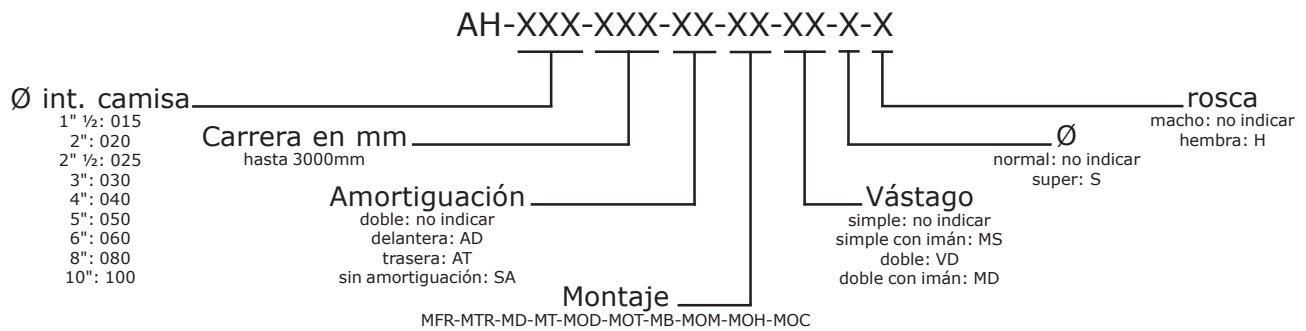 AH-XXX-XXX-XX-XX-XX-X-X
Ø int. camisa
1" ½: 015
2": 020
2" ½: 025
3": 030
4": 040
5": 050
6": 060
8": 080
10": 100
Carrera en mm
hasta 3000mm
Amortiguación
doble: no indicar
delantera: AD
trasera: AT
sin amortiguación: SA
Montaje
MFR-MTR-MD-MT-MOD-MOT-MB-MOM-MOH-MOC
Vástago
simple: no indicar
simple con imán: MS
doble: VD
doble con imán: MD
Ø
normal: no indicar
super: S
rosca
macho: no indicar
hembra: H